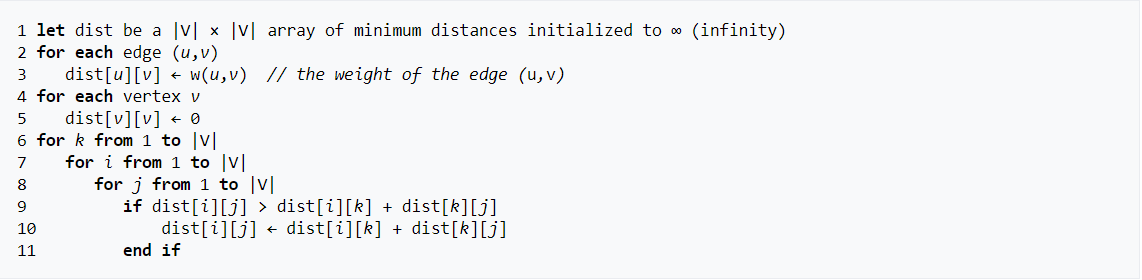 1 let dist be a |V| × |V| array of minimum distances initialized to ∞ (infinity)
2 for each edge (u,v)
3    dist[u][v] ← w(u,v)  // the weight of the edge (u,v)
4 for each vertex v
5    dist[v][v] ← 0
6 for k from 1 to |V|
7    for i from 1 to |V|
8       for j from 1 to |V|
9          if dist[i][j] > dist[i][k] + dist[k][j]
10             dist[i][j] ← dist[i][k] + dist[k][j]
11         end if